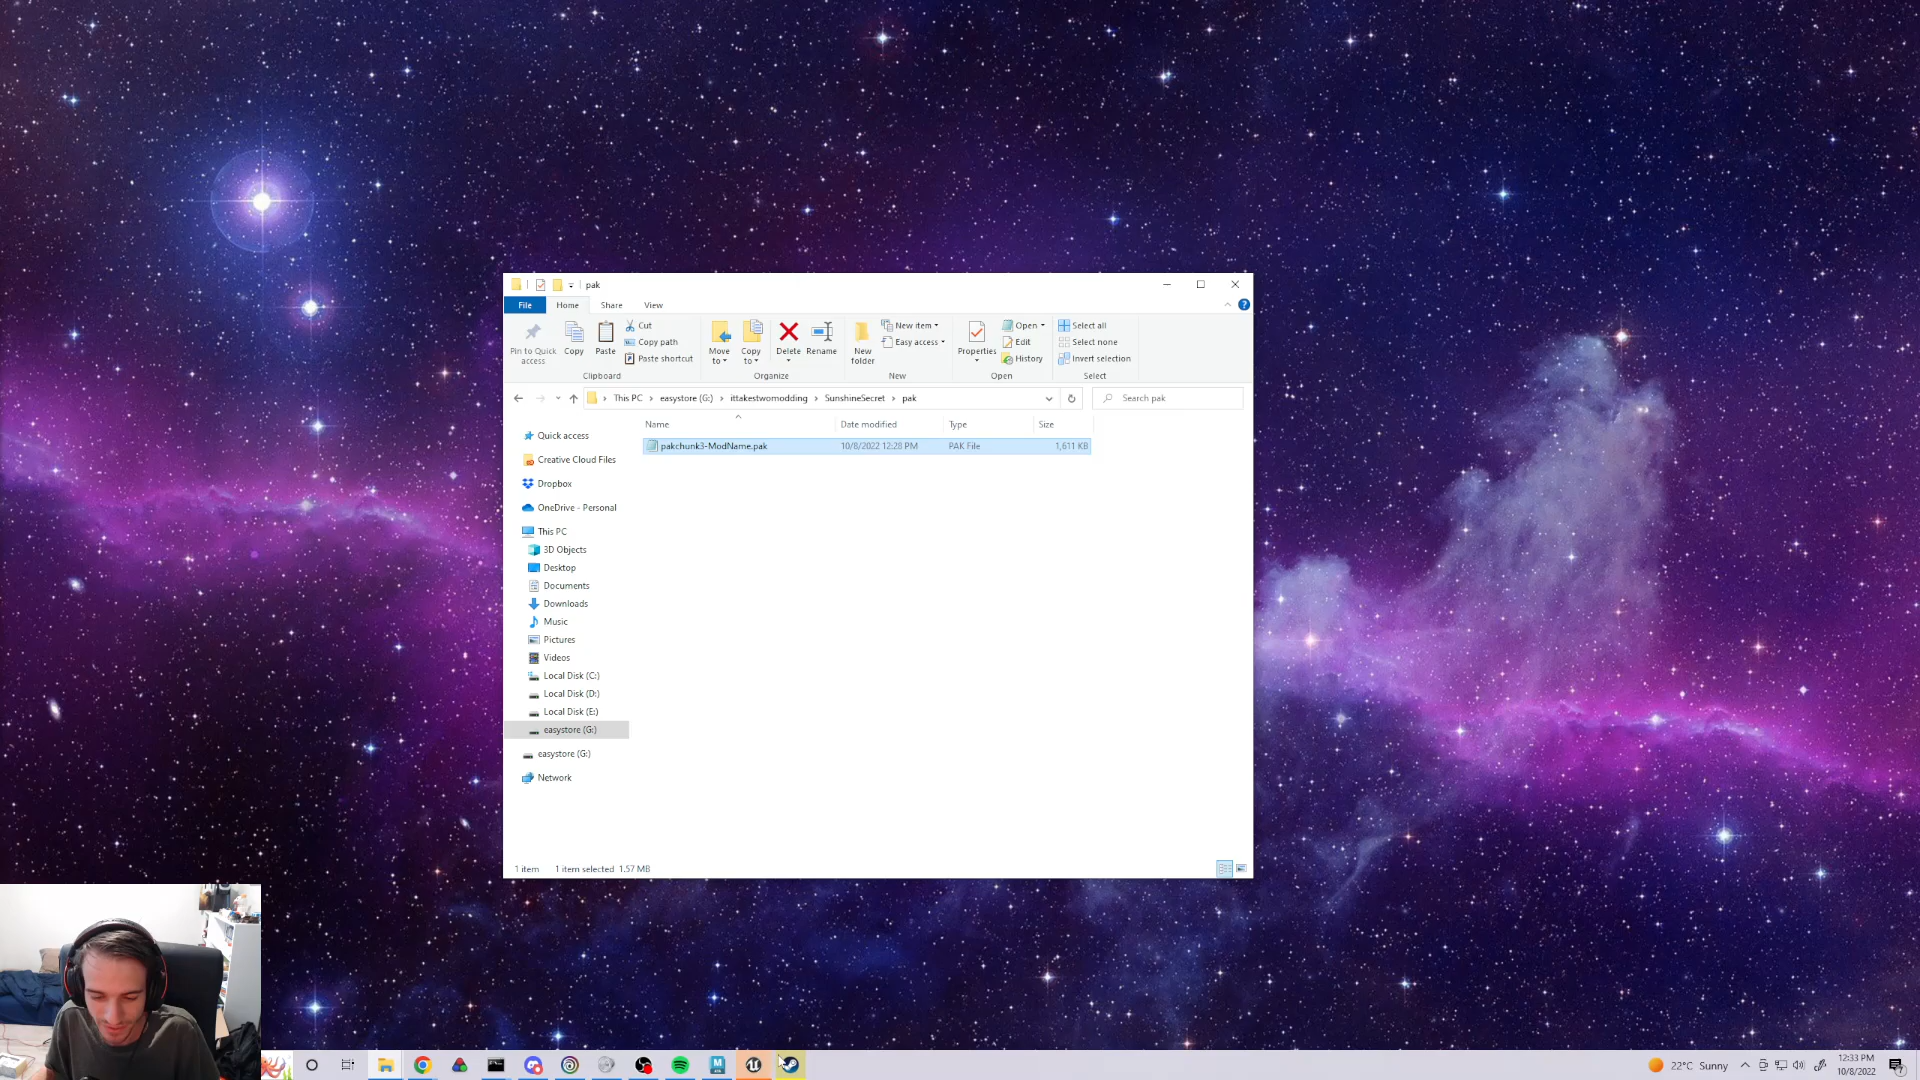 pak
File Home Share View
Pin to Quick access
Copy
Paste
Cut
Copy path
Paste shortcut
Move to
Copy to
Delete
Rename
New folder
New item
Easy access
Properties
Open
Edit
History
Select all
Select none
Invert selection
Clipboard Organize New Open Select
This PC › easystore (G:) › ittakestwomodding › SunshineSecret › pak
Search pak
Name Date modified Type Size
pakchunk3-ModName.pak 10/8/2022 12:28 PM PAK File 1,611 KB
Quick access
Creative Cloud Files
Dropbox
OneDrive - Personal
This PC
3D Objects
Desktop
Documents
Downloads
Music
Pictures
Videos
Local Disk (C:)
Local Disk (D:)
Local Disk (E:)
easystore (G:)
easystore (G:)
Network
1 item 1 item selected 1.57 MB
22°C Sunny
12:33 PM
10/8/2022